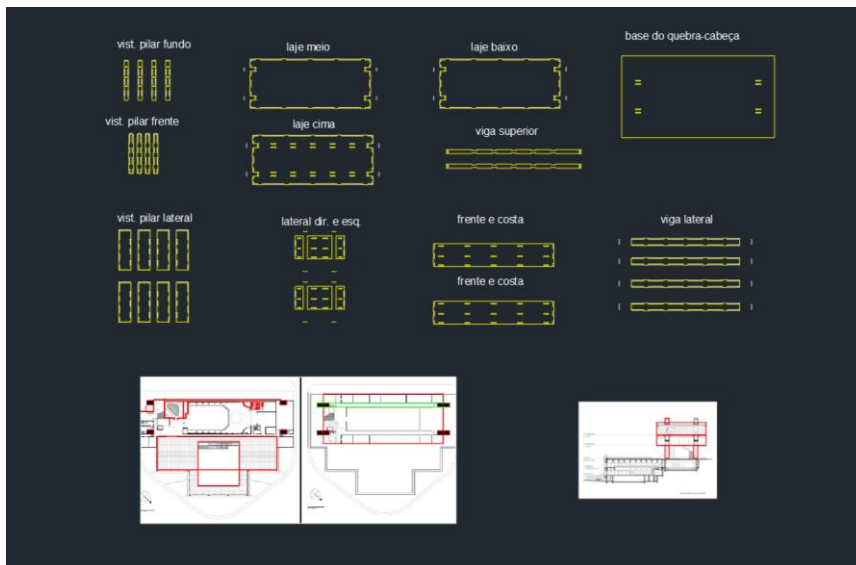 vist. pilar fundo
laje meio
laje baixo
base do quebra-cabeça
vist. pilar frente
laje cima
viga superior
vist. pilar lateral
lateral dir. e esq.
frente e costa
viga lateral
frente e costa